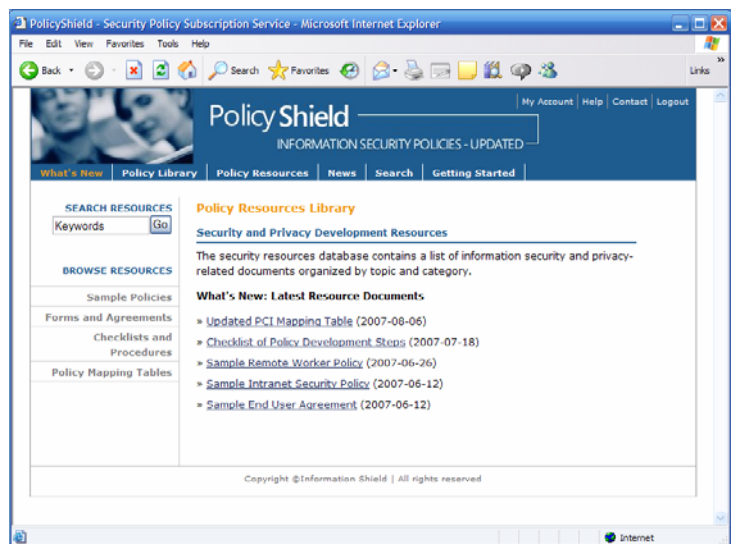 PolicyShield - Security Policy Subscription Service - Microsoft Internet Explorer
File Edit View Favorites Tools Help
Back Search Favorites Links
My Account | Help | Contact | Logout
Policy Shield
INFORMATION SECURITY POLICIES - UPDATED
What's New | Policy Library | Policy Resources | News | Search | Getting Started
SEARCH RESOURCES
Keywords Go
BROWSE RESOURCES
Sample Policies
Forms and Agreements
Checklists and
Procedures
Policy Mapping Tables
Policy Resources Library
Security and Privacy Development Resources
The security resources database contains a list of information security and privacy-
related documents organized by topic and category.
What's New: Latest Resource Documents
» Updated PCI Mapping Table (2007-08-06)
» Checklist of Policy Development Steps (2007-07-18)
» Sample Remote Worker Policy (2007-06-26)
» Sample Intranet Security Policy (2007-06-12)
» Sample End User Agreement (2007-06-12)
Copyright ©Information Shield | All rights reserved
Internet